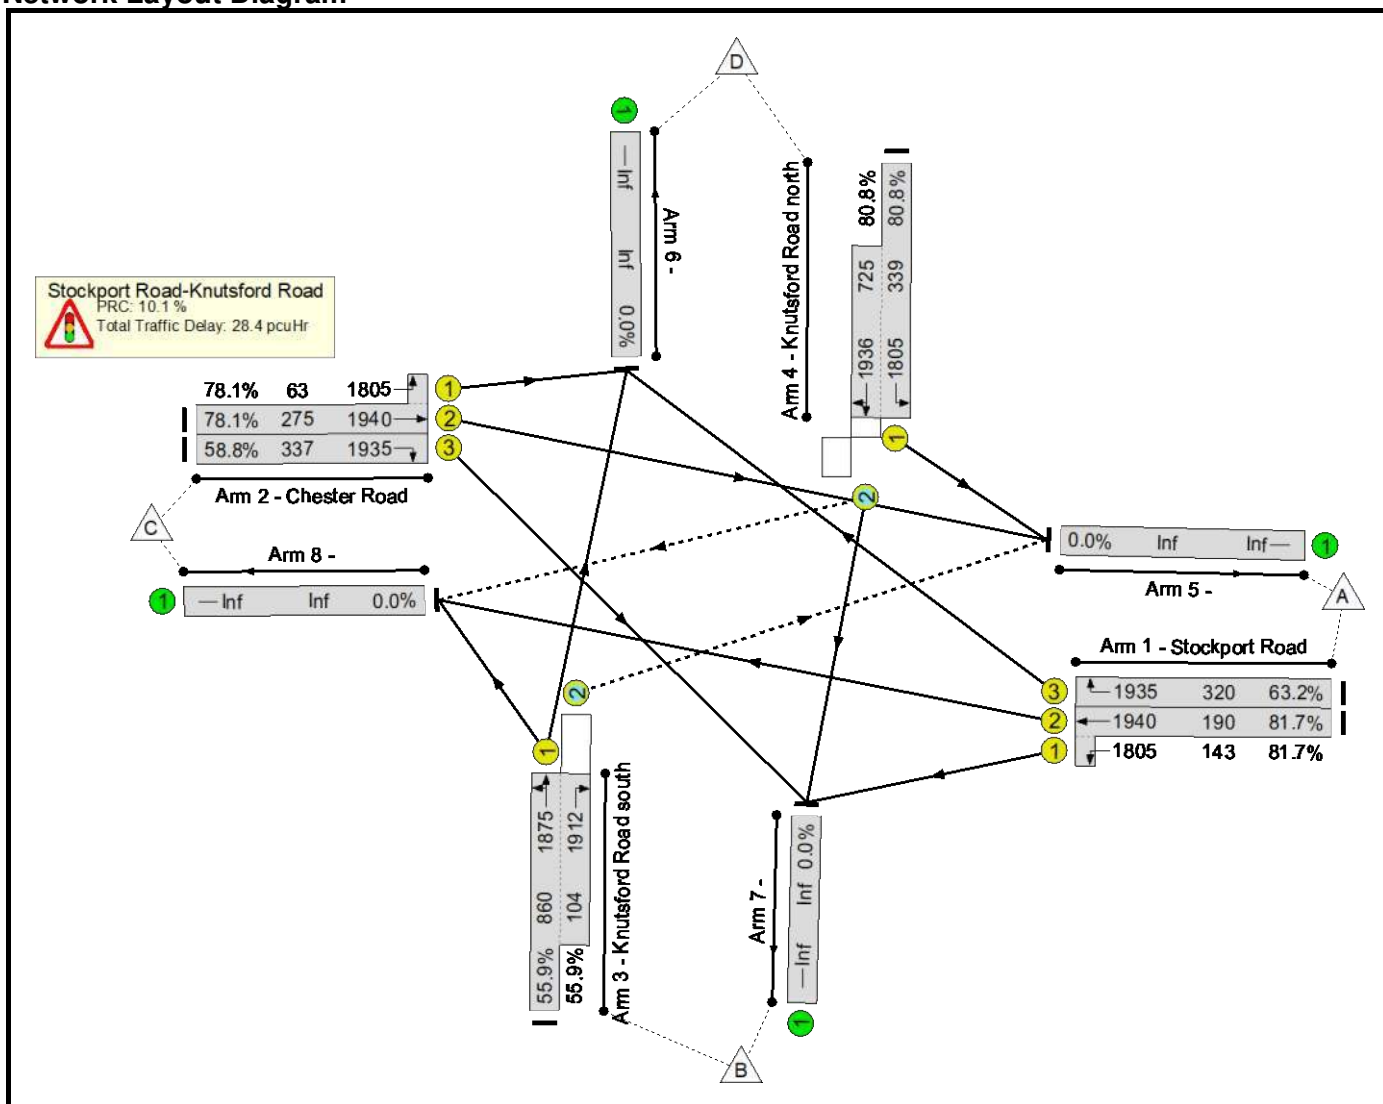 Network Layout Diagram
D
1
Inf
Inf
0.0%
Arm 6 -
Arm 4 - Knutsford Road north
80.8%
80.8%
725
339
1936
1805
1
2
Stockport Road-Knutsford Road
PRC: 10.1 %
Total Traffic Delay: 28.4 pcuHr
78.1% 63 1805 1
78.1% 275 1940 2
58.8% 337 1935 3
Arm 2 - Chester Road
C
Arm 8 -
1 Inf Inf 0.0%
0.0% Inf Inf 1
Arm 5 -
A
Arm 1 - Stockport Road
3 1935 320 63.2%
2 1940 190 81.7%
1 1805 143 81.7%
2
1
1875
1912
860
104
55.9%
55.9%
Arm 3 - Knutsford Road south
Arm 7 -
0.0%
Inf
Inf
1
B